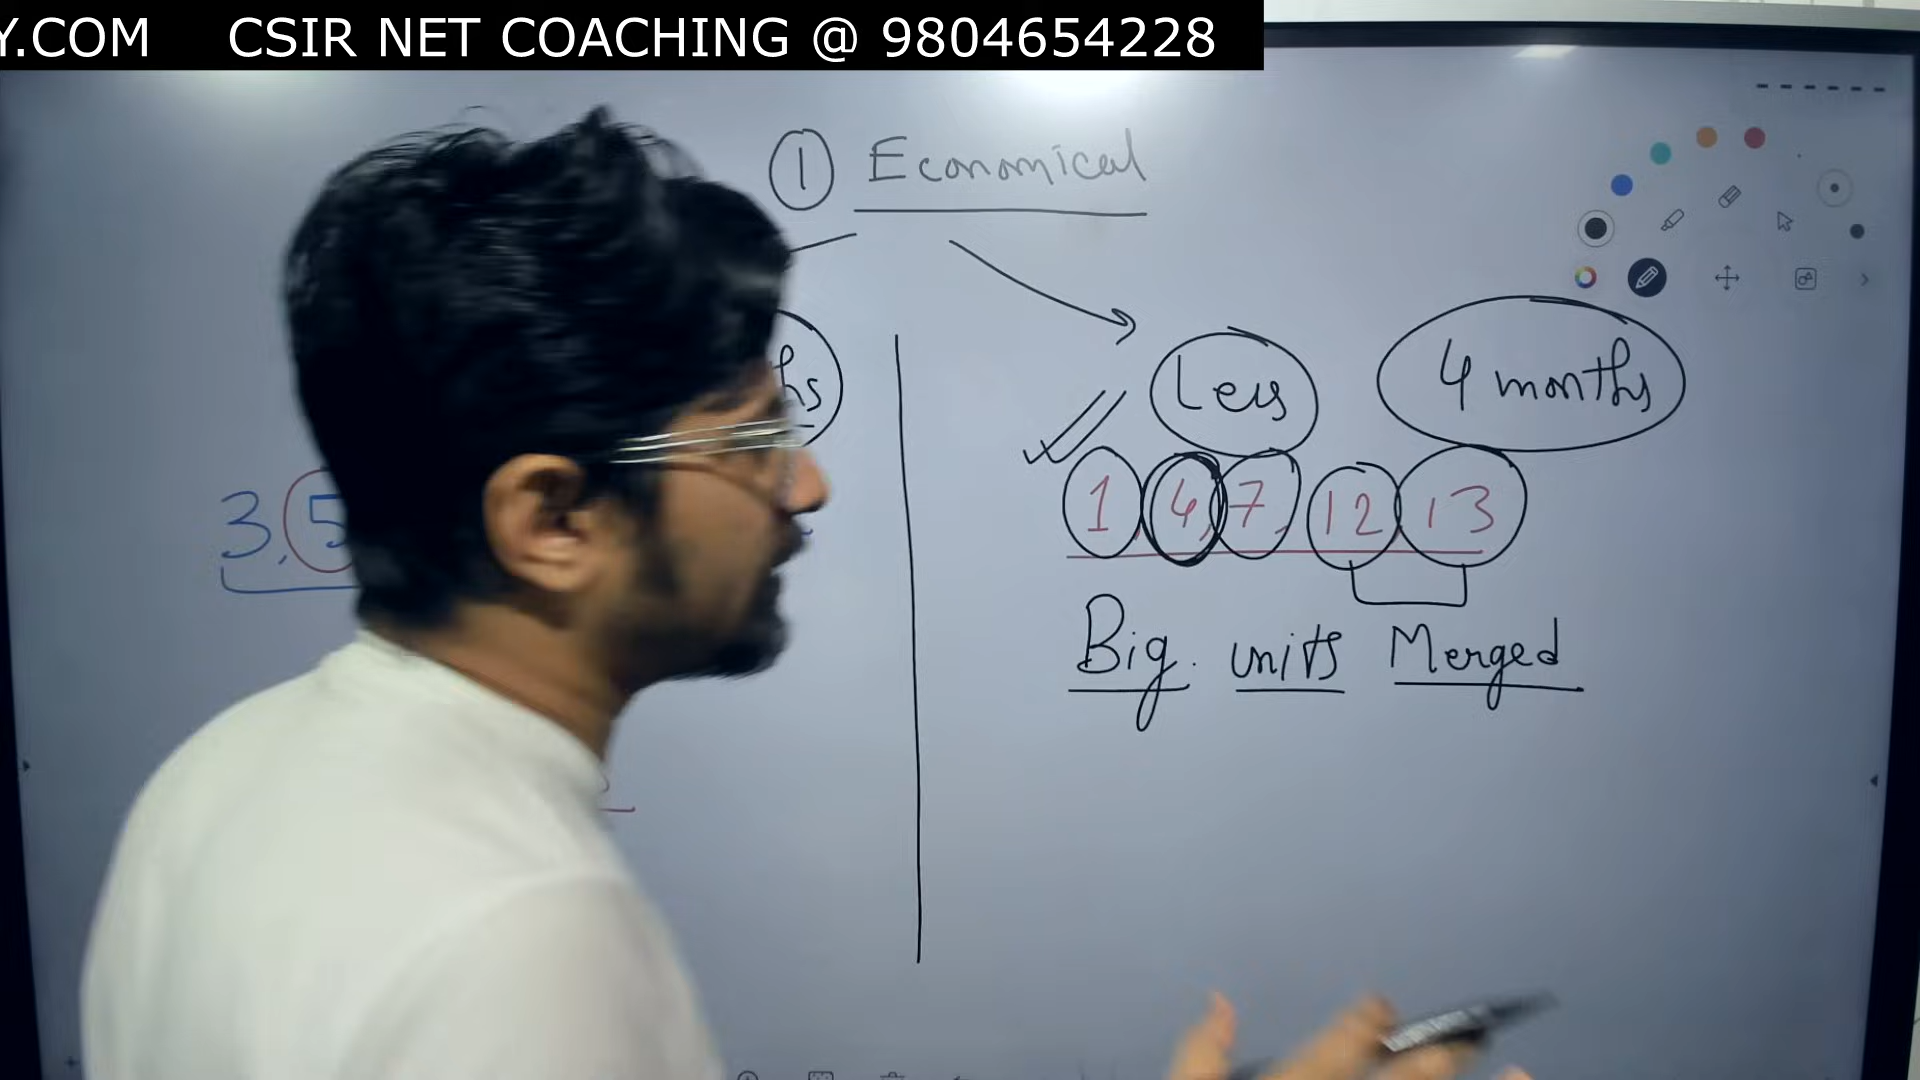 Y.COM CSIR NET COACHING @ 9804654228
1 Economical
Less 4 months
hs
3, 5
1, 4, 7, 12, 13
Big units Merged